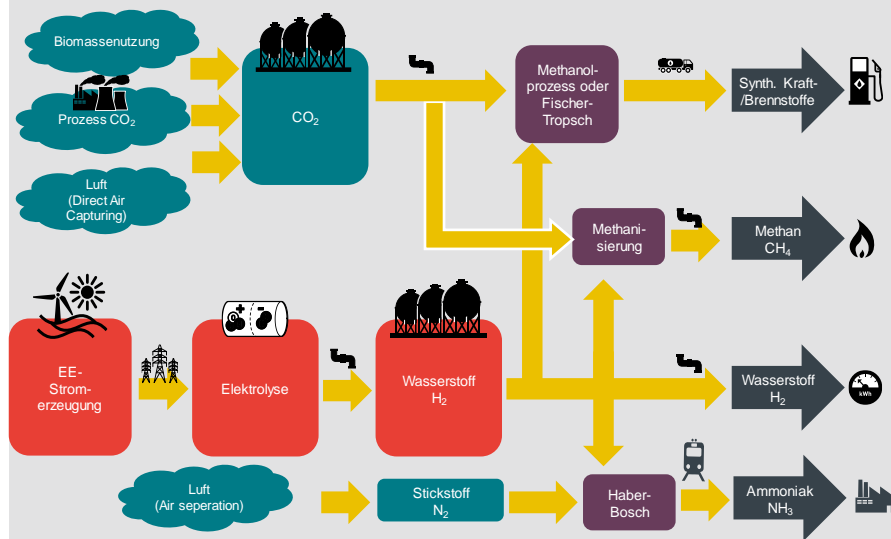 Biomassenutzung
Prozess CO₂
Luft
(Direct Air
Capturing)
CO₂
Methanol-
prozess oder
Fischer-
Tropsch
Synth. Kraft-
/Brennstoffe
Methani-
sierung
Methan
CH₄
EE-
Strom-
erzeugung
+ -
Elektrolyse
Wasserstoff
H₂
Wasserstoff
H₂
kWh
Luft
(Air seperation)
Stickstoff
N₂
Haber-
Bosch
Ammoniak
NH₃